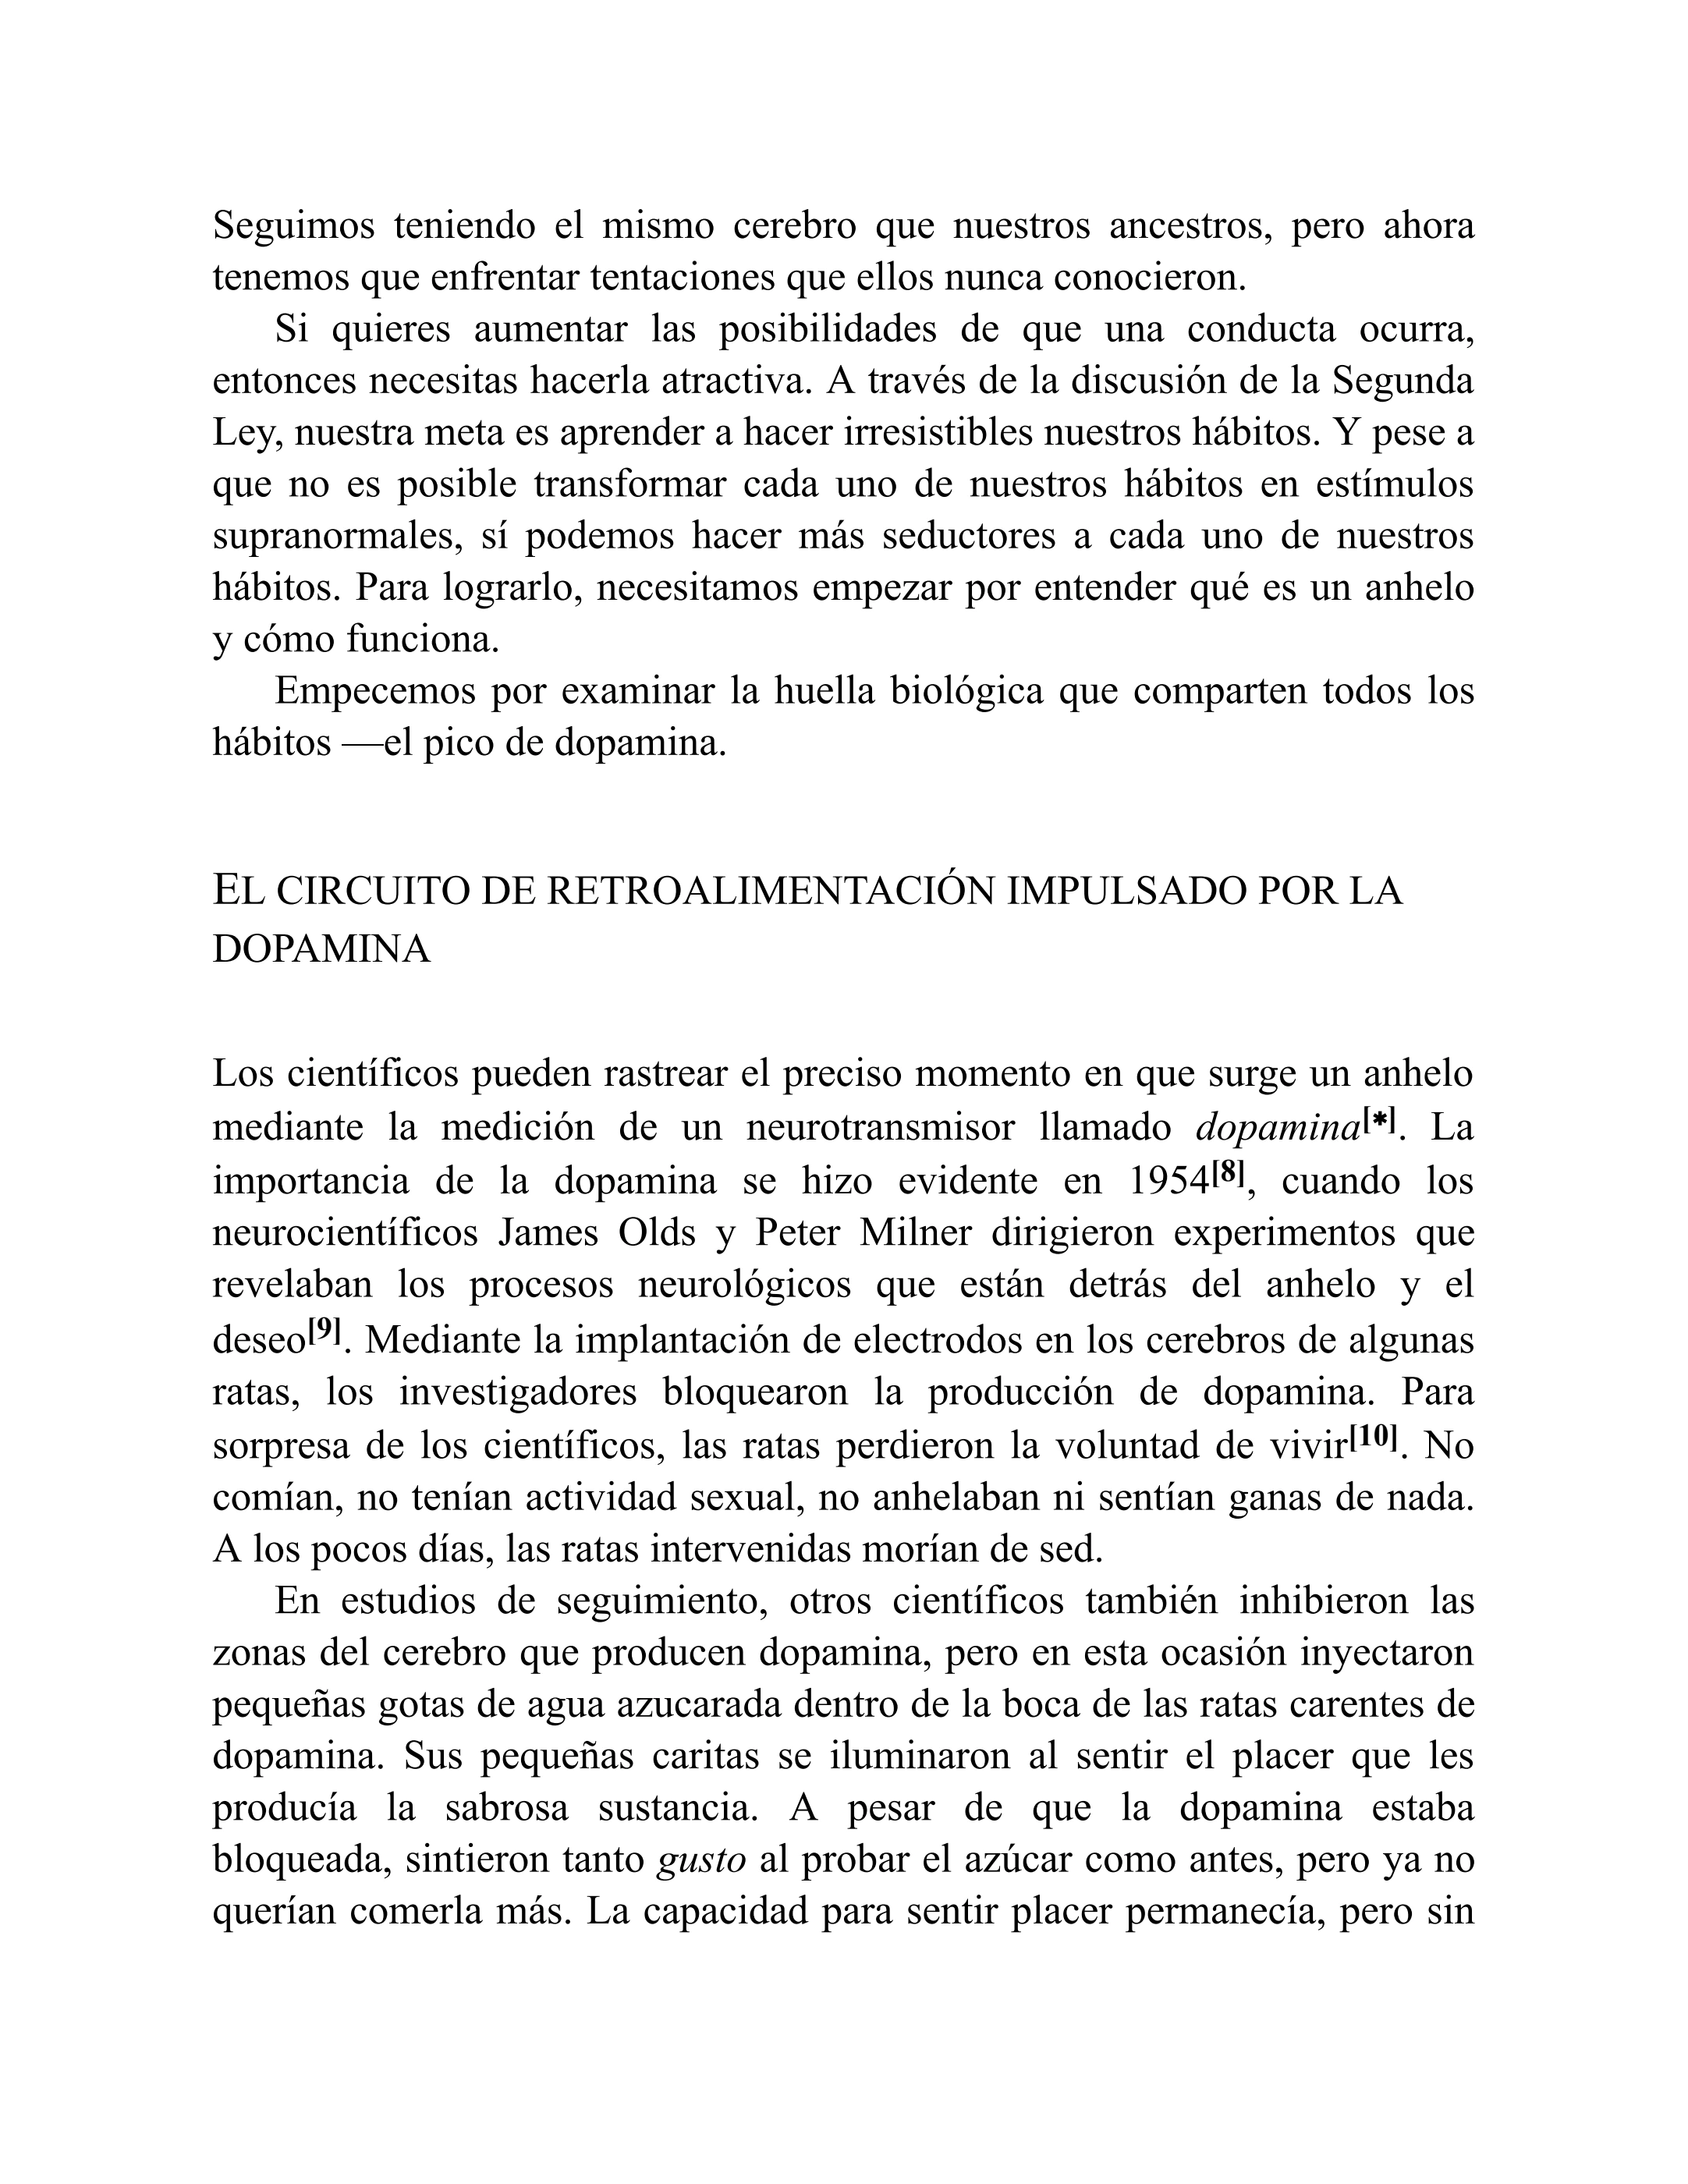 Seguimos teniendo el mismo cerebro que nuestros ancestros, pero ahora
tenemos que enfrentar tentaciones que ellos nunca conocieron.
Si quieres aumentar las posibilidades de que una conducta ocurra,
entonces necesitas hacerla atractiva. A través de la discusión de la Segunda
Ley, nuestra meta es aprender a hacer irresistibles nuestros hábitos. Y pese a
que no es posible transformar cada uno de nuestros hábitos en estímulos
supranormales, sí podemos hacer más seductores a cada uno de nuestros
hábitos. Para lograrlo, necesitamos empezar por entender qué es un anhelo
y cómo funciona.
Empecemos por examinar la huella biológica que comparten todos los
hábitos —el pico de dopamina.
EL CIRCUITO DE RETROALIMENTACIÓN IMPULSADO POR LA
DOPAMINA
Los científicos pueden rastrear el preciso momento en que surge un anhelo
mediante la medición de un neurotransmisor llamado dopamina[*]. La
importancia de la dopamina se hizo evidente en 1954[8], cuando los
neurocientíficos James Olds y Peter Milner dirigieron experimentos que
revelaban los procesos neurológicos que están detrás del anhelo y el
deseo[9]. Mediante la implantación de electrodos en los cerebros de algunas
ratas, los investigadores bloquearon la producción de dopamina. Para
sorpresa de los científicos, las ratas perdieron la voluntad de vivir[10]. No
comían, no tenían actividad sexual, no anhelaban ni sentían ganas de nada.
A los pocos días, las ratas intervenidas morían de sed.
En estudios de seguimiento, otros científicos también inhibieron las
zonas del cerebro que producen dopamina, pero en esta ocasión inyectaron
pequeñas gotas de agua azucarada dentro de la boca de las ratas carentes de
dopamina. Sus pequeñas caritas se iluminaron al sentir el placer que les
producía la sabrosa sustancia. A pesar de que la dopamina estaba
bloqueada, sintieron tanto gusto al probar el azúcar como antes, pero ya no
querían comerla más. La capacidad para sentir placer permanecía, pero sin